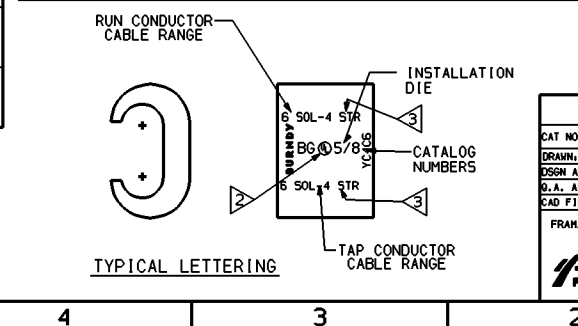 RUN CONDUCTOR
CABLE RANGE
INSTALLATION
DIE
6 SOL-4 STR
3
BURNDY
BG UL 5/8
YC4C6
CATALOG
NUMBERS
2
6 SOL-4 STR
3
TAP CONDUCTOR
CABLE RANGE
TYPICAL LETTERING
CAT NO
DRAWN:
DSGN A
Q.A. A
CAD FI
FRAM
4
3
2